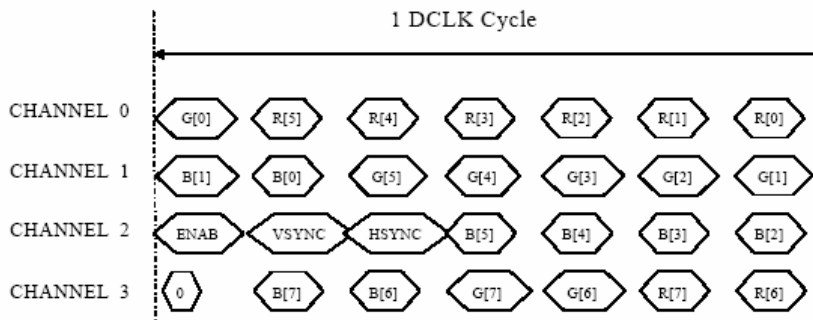 1 DCLK Cycle
CHANNEL 0 G[0] R[5] R[4] R[3] R[2] R[1] R[0]
CHANNEL 1 B[1] B[0] G[5] G[4] G[3] G[2] G[1]
CHANNEL 2 ENAB VSYNC HSYNC B[5] B[4] B[3] B[2]
CHANNEL 3 0 B[7] B[6] G[7] G[6] R[7] R[6]